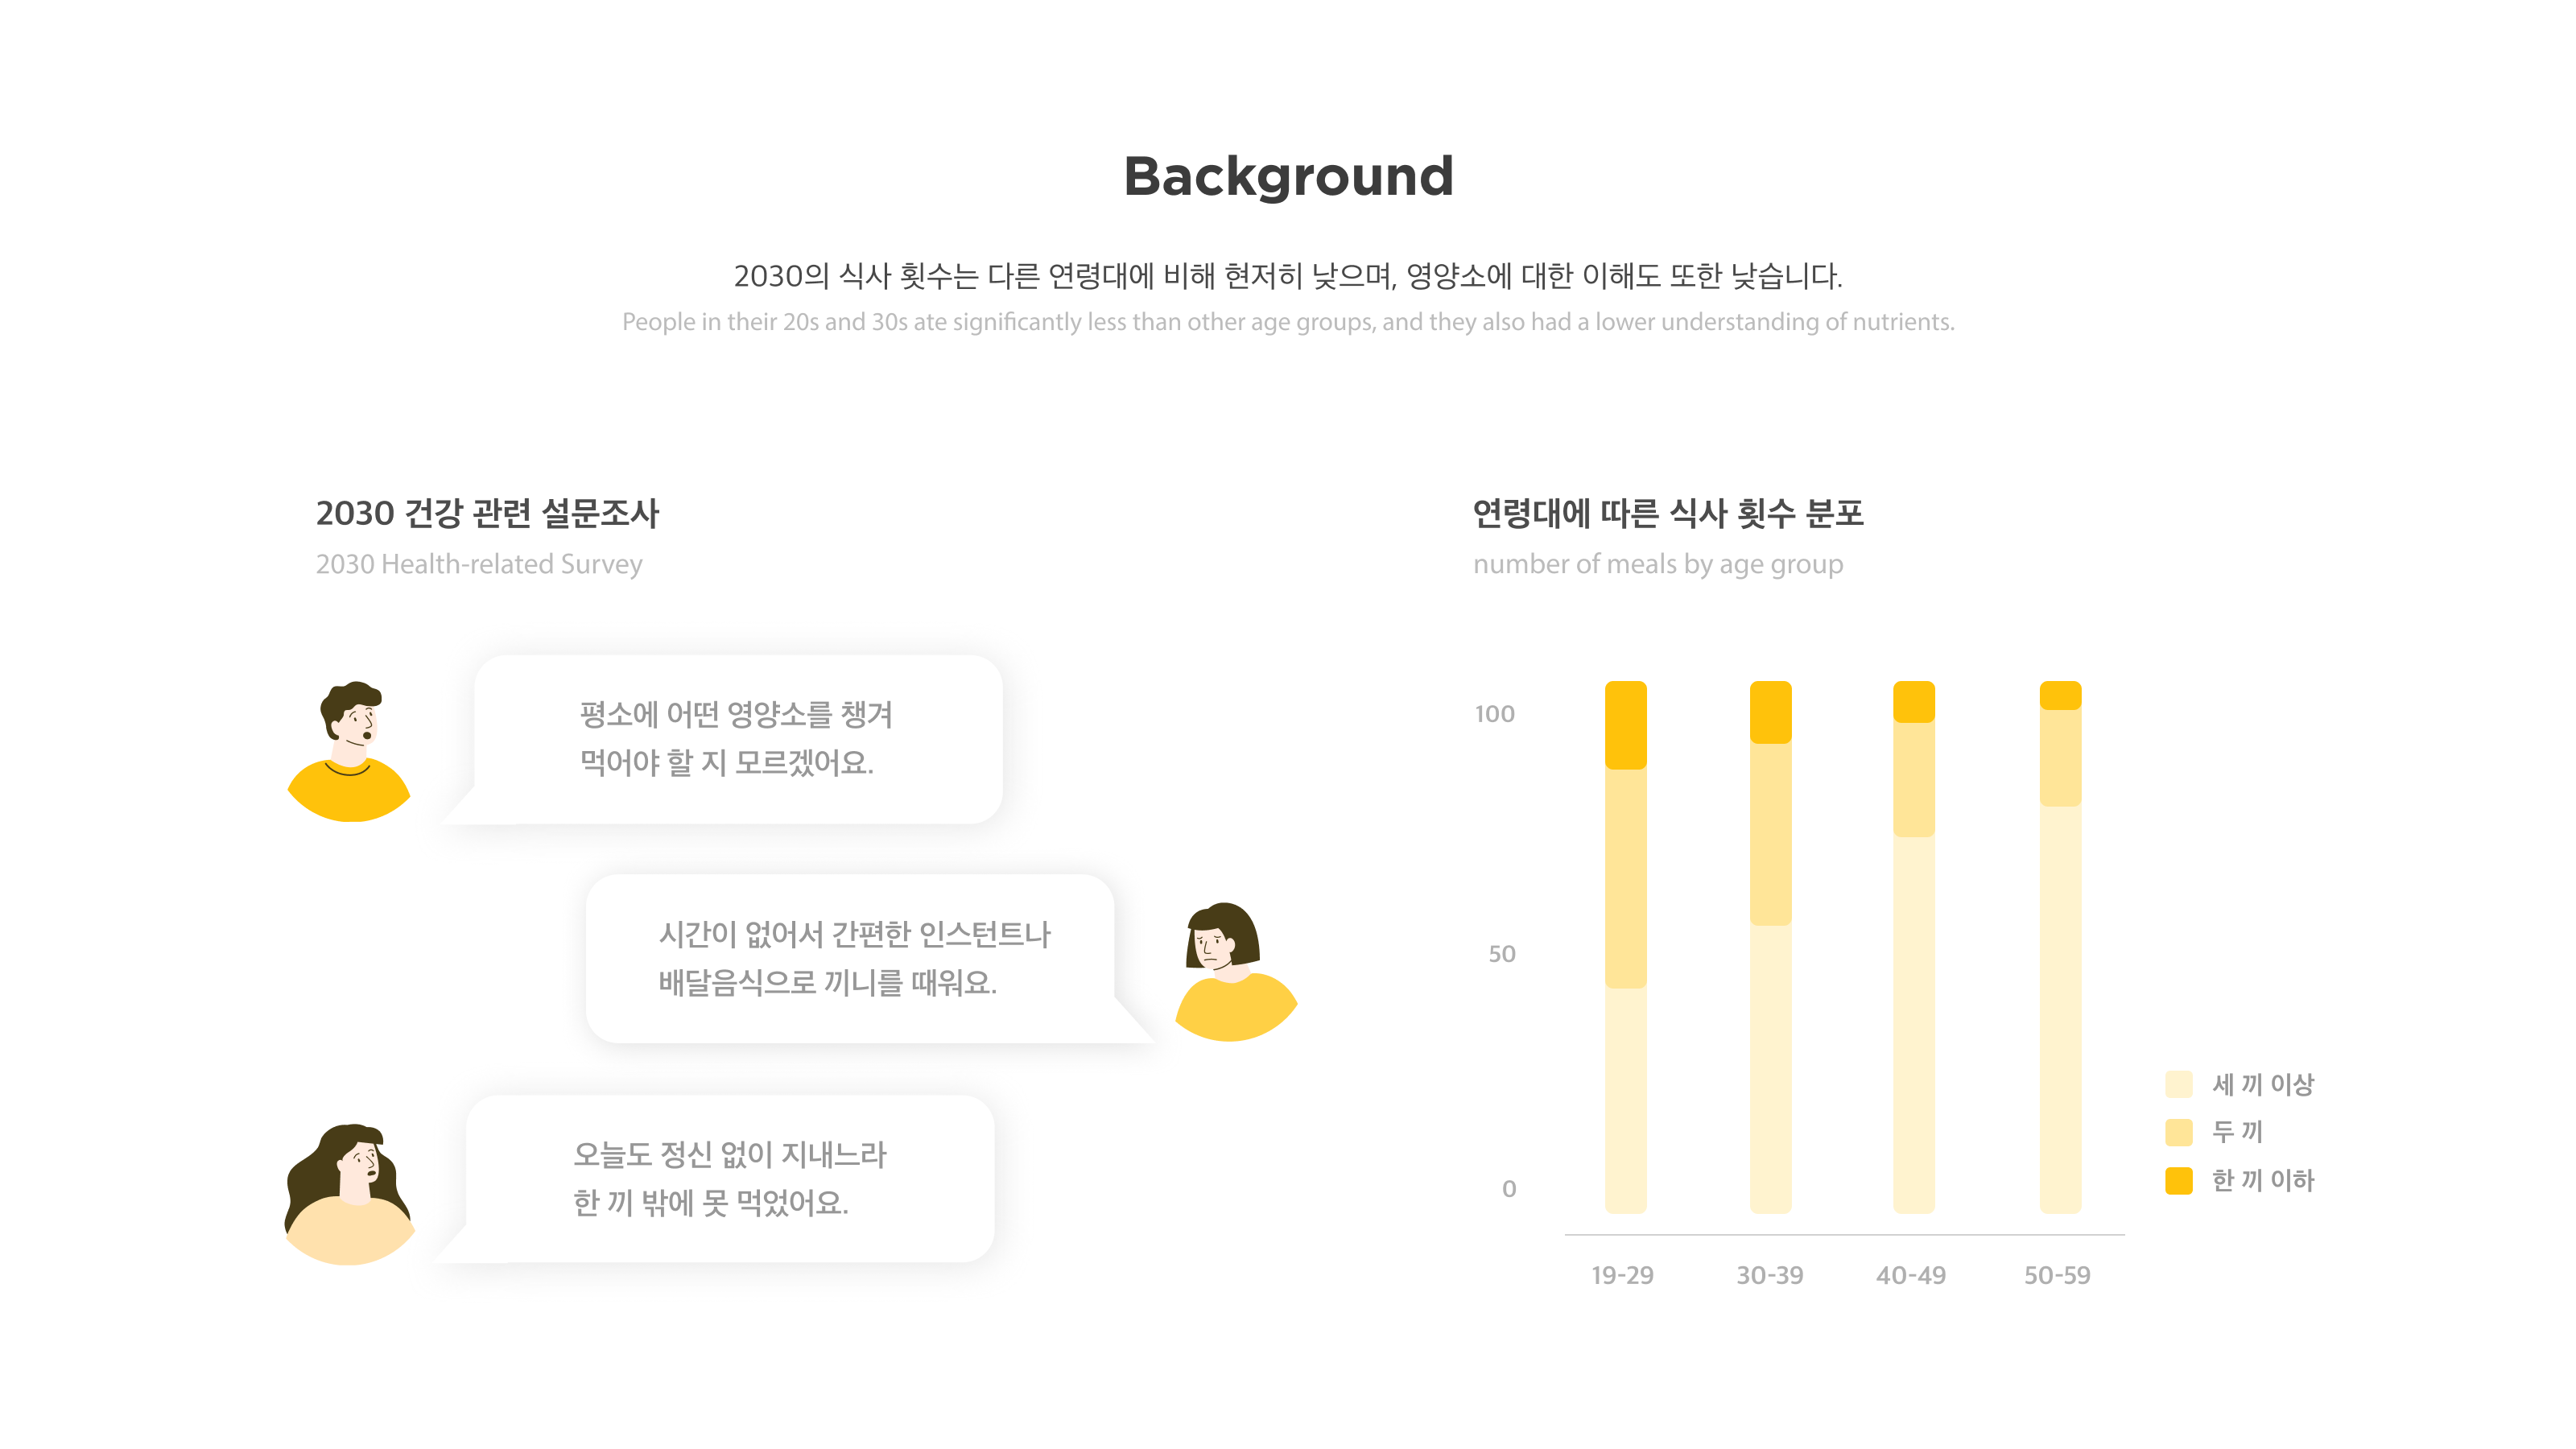 Background
2030의 식사 횟수는 다른 연령대에 비해 현저히 낮으며, 영양소에 대한 이해도 또한 낮습니다.
People in their 20s and 30s ate significantly less than other age groups, and they also had a lower understanding of nutrients.
2030 건강 관련 설문조사
2030 Health-related Survey
평소에 어떤 영양소를 챙겨
먹어야 할 지 모르겠어요.
시간이 없어서 간편한 인스턴트나
배달음식으로 끼니를 때워요.
오늘도 정신 없이 지내느라
한 끼 밖에 못 먹었어요.
연령대에 따른 식사 횟수 분포
number of meals by age group
100
50
0
19-29 30-39 40-49 50-59
세 끼 이상
두 끼
한 끼 이하